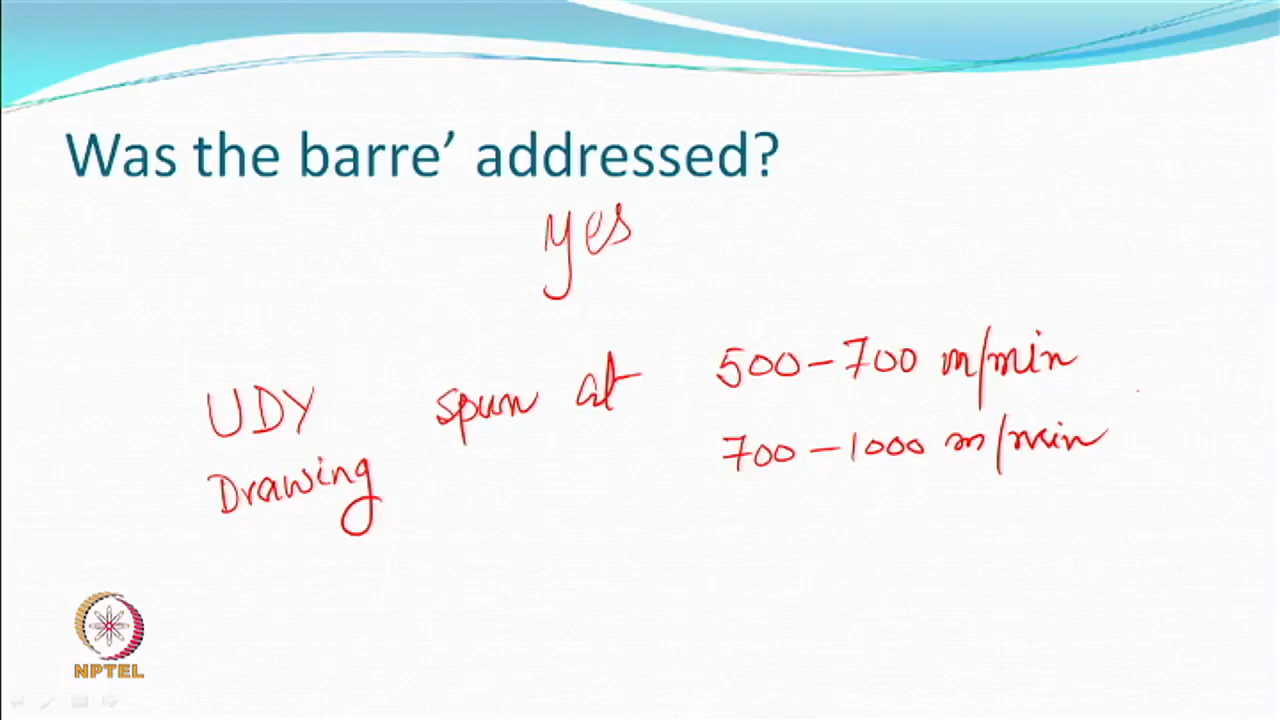 Was the barre’ addressed?
yes
UDY spun at 500-700 m/min
Drawing 700-1000 m/min
NPTEL